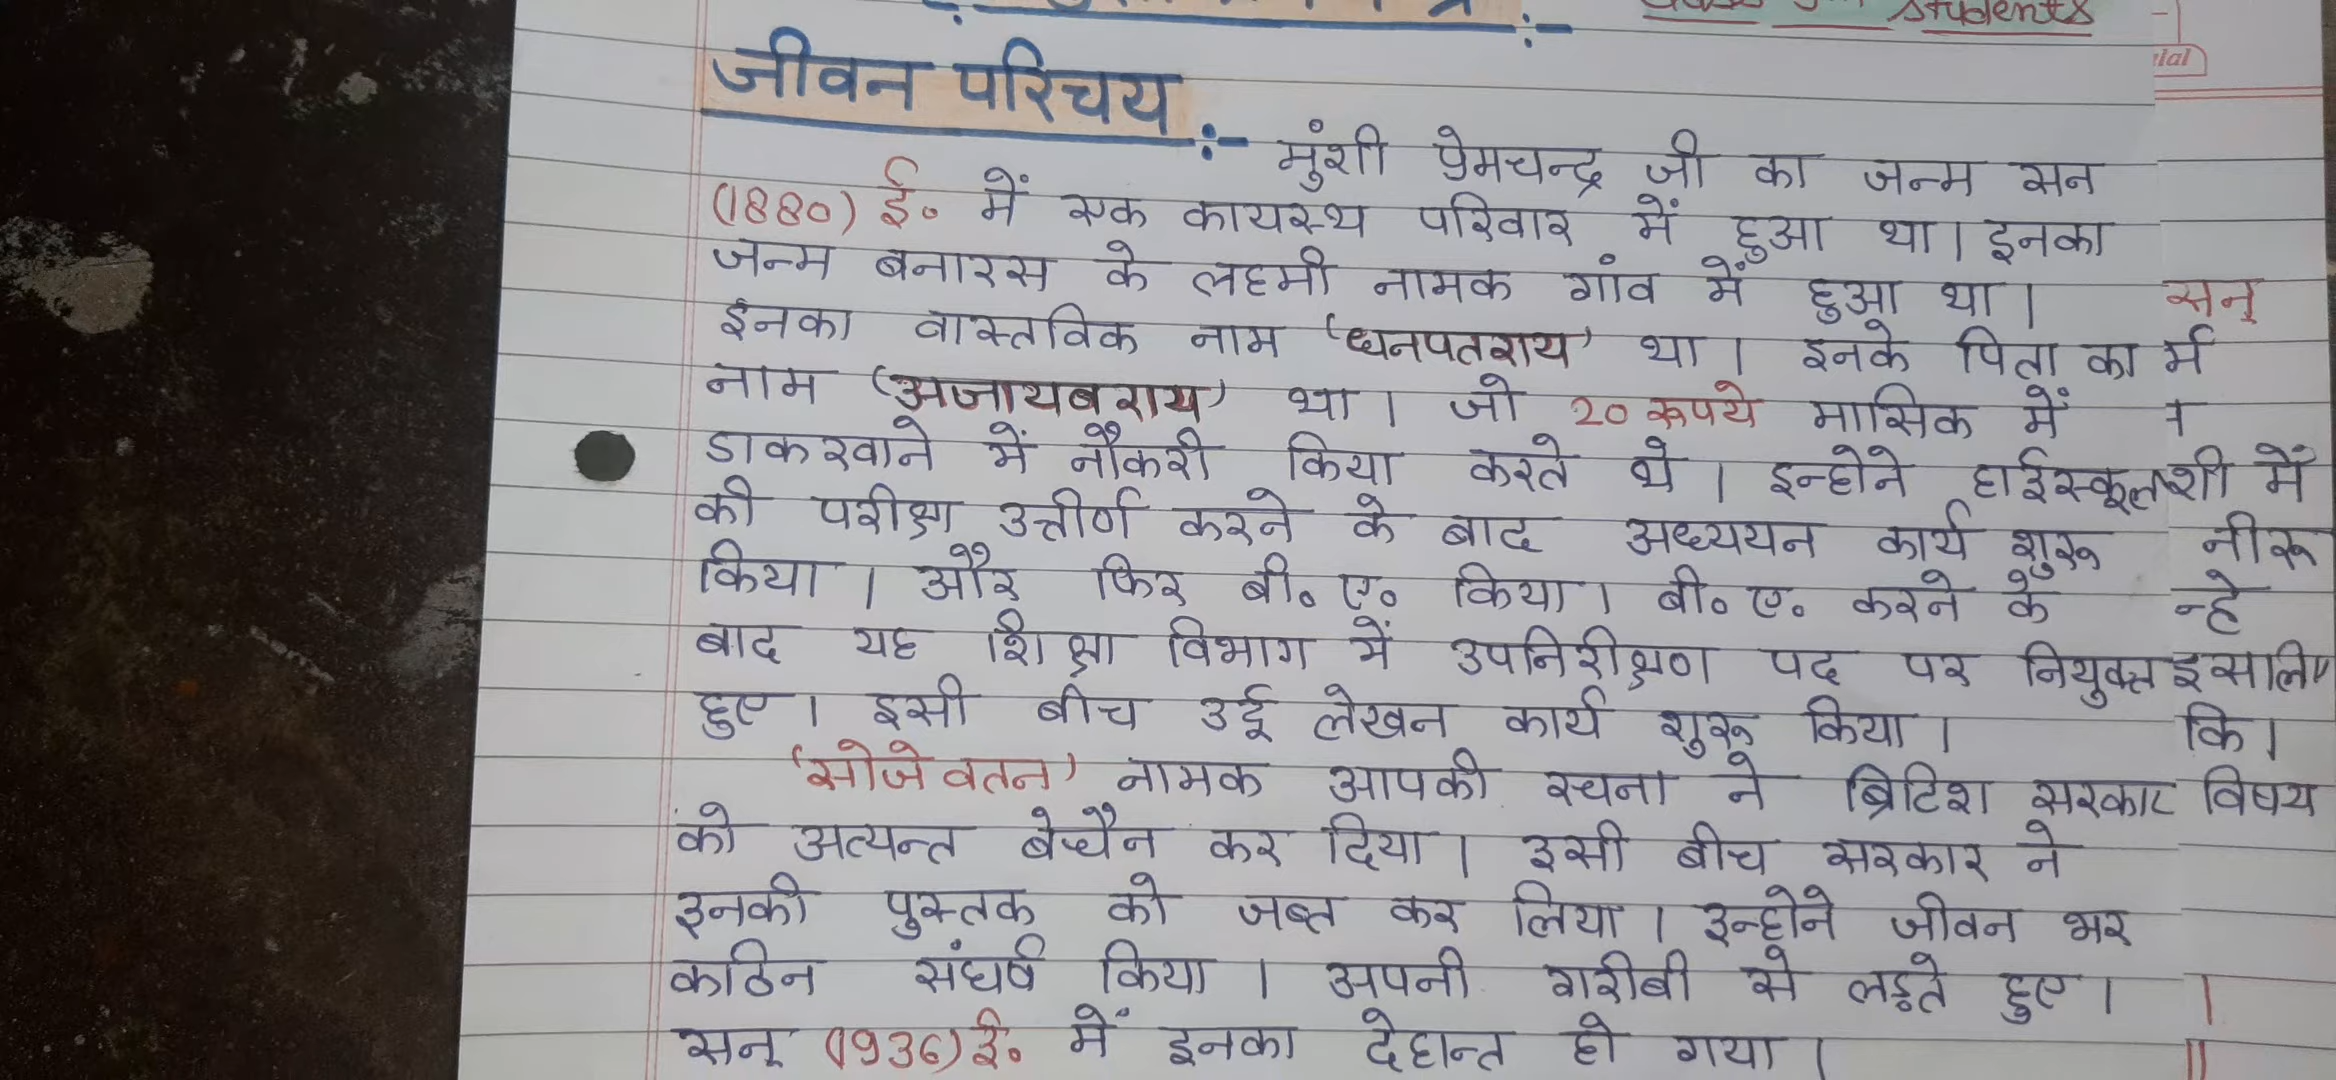 students
जीवन परिचय :-
मुंशी प्रेमचन्द्र जी का जन्म सन
(1880) ई० में एक कायस्थ परिवार में हुआ था। इनका
जन्म बनारस के लहमी नामक गांव में हुआ था। सन्
इनका वास्तविक नाम 'धनपतराय' था। इनके पिता का
नाम 'अजायबराय' था। जो 20 रूपये मासिक में
डाकखाने में नौकरी किया करते थे। इन्होने हाईस्कूल शी में
की परीक्षा उत्तीर्ण करने के बाद अध्ययन कार्य शुरू नीरू
किया। और फिर बी० ए० किया। बी० ए० करने के न्हे
बाद यह शिक्षा विभाग में उपनिरीक्षण पद पर नियुक्त इसलि
हुए। इसी बीच उर्दू लेखन कार्य शुरू किया। कि।
'सोजे वतन' नामक आपकी रचना ने ब्रिटिश सरकार विषय
को अत्यन्त बेचैन कर दिया। इसी बीच सरकार ने
इनकी पुस्तक को जब्त कर लिया। इन्होने जीवन भर
कठिन संघर्ष किया। अपनी गरीबी से लड़ते हुए।
सन् (1936) ई० में इनका देहान्त हो गया।